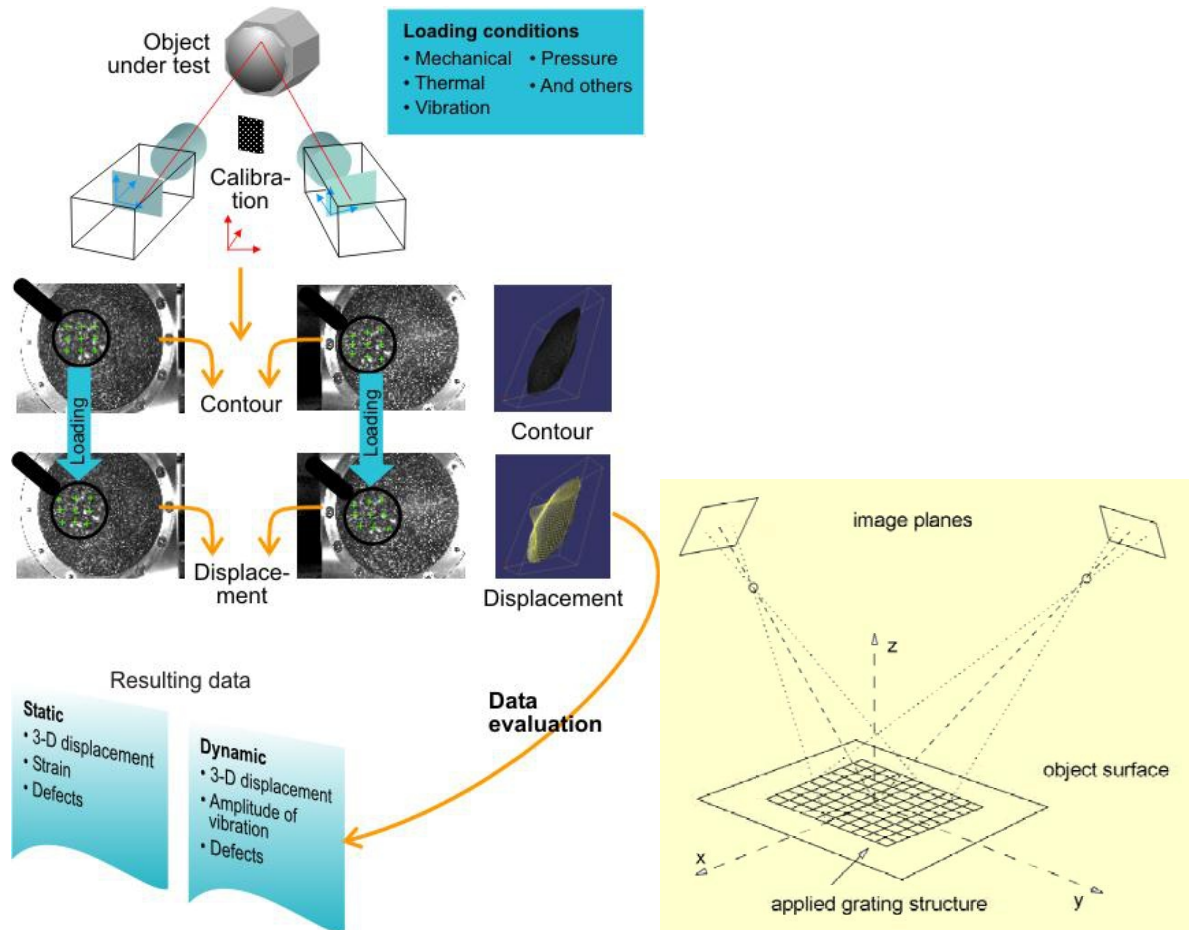 Object
under test
Loading conditions
• Mechanical
• Thermal
• Vibration
• Pressure
• And others
Calibra-
tion
Contour
Loading
Loading
Contour
Displace-
ment
Displacement
Resulting data
Static
• 3-D displacement
• Strain
• Defects
Dynamic
• 3-D displacement
• Amplitude of
vibration
• Defects
Data
evaluation
image planes
z
object surface
x
y
applied grating structure